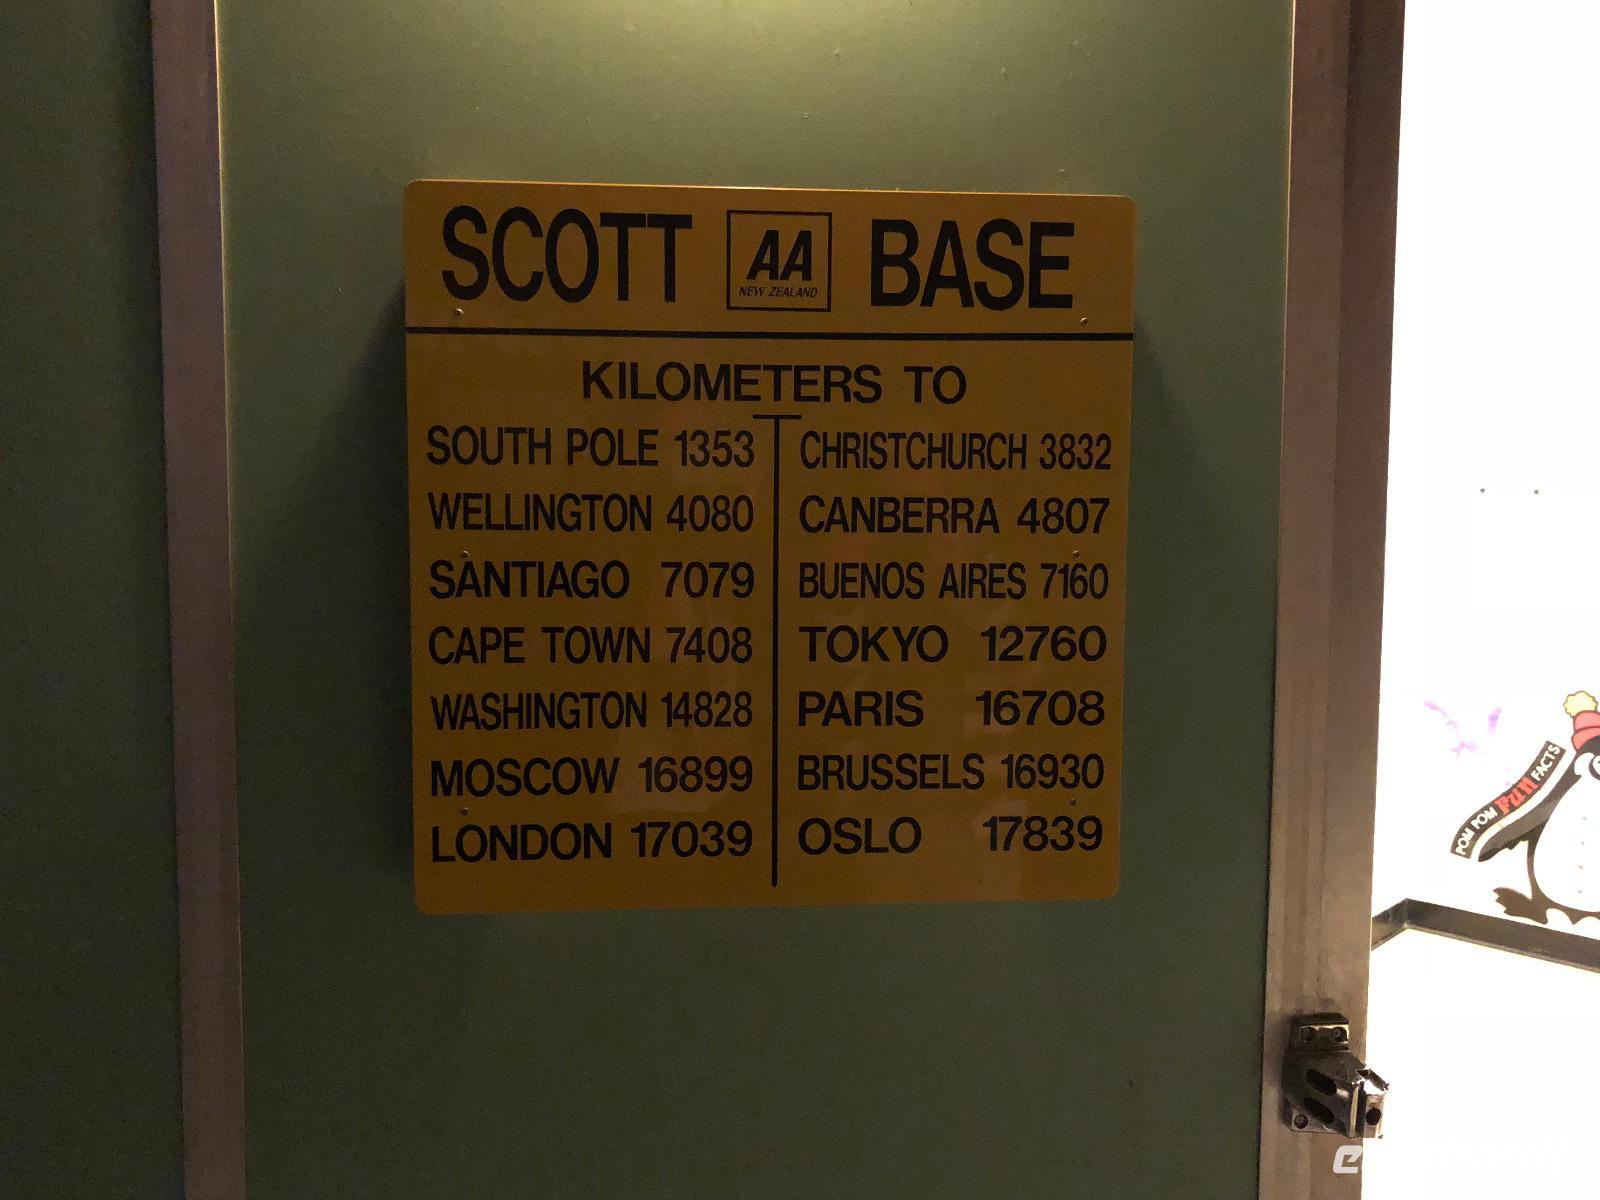 SCOTT AA BASE
NEW ZEALAND
KILOMETERS TO
SOUTH POLE 1353
WELLINGTON 4080
SANTIAGO 7079
CAPE TOWN 7408
WASHINGTON 14828
MOSCOW 16899
LONDON 17039
CHRISTCHURCH 3832
CANBERRA 4807
BUENOS AIRES 7160
TOKYO 12760
PARIS 16708
BRUSSELS 16930
OSLO 17839
POM POM FUN FACTS